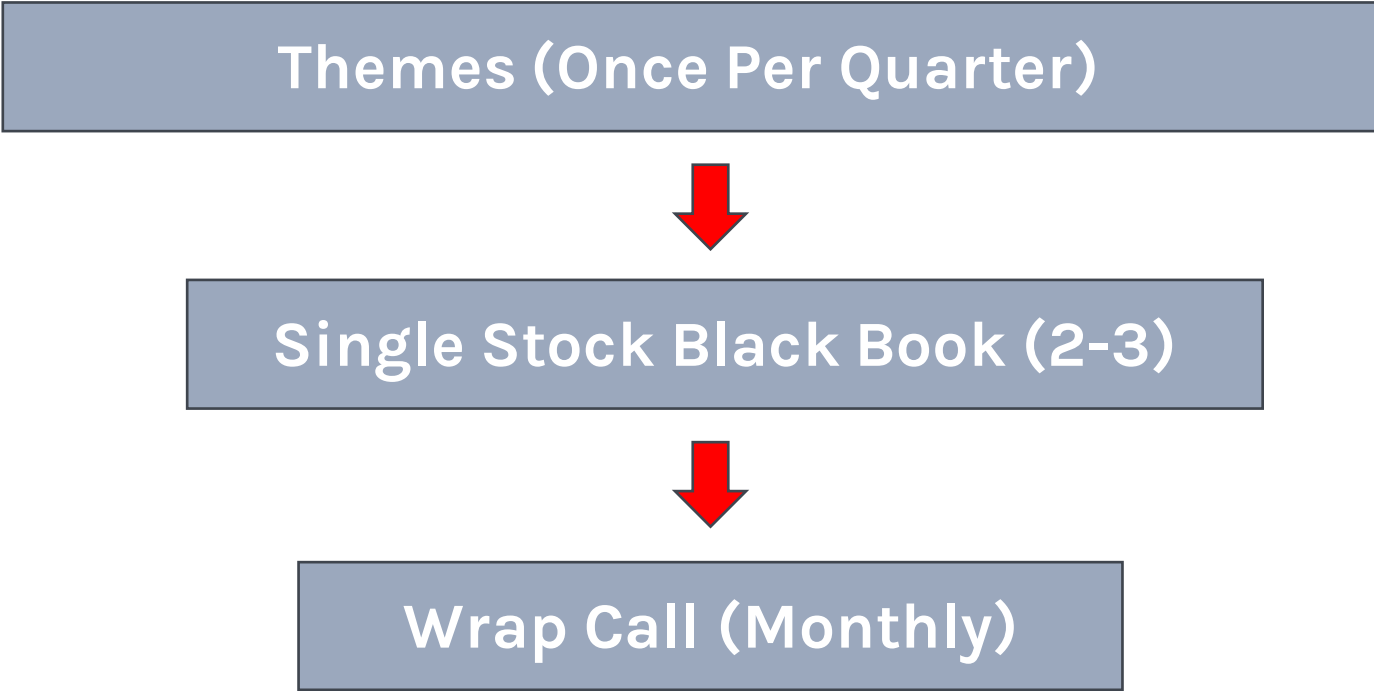 Themes (Once Per Quarter)
Single Stock Black Book (2-3)
Wrap Call (Monthly)